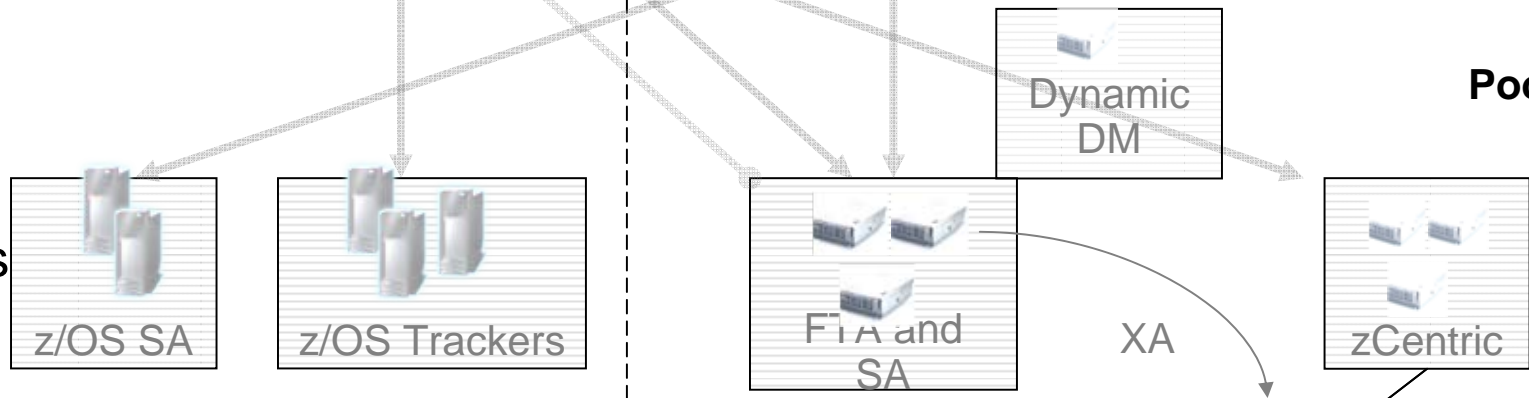 Dynamic
DM
z/OS SA
z/OS Trackers
FTA and
SA
XA
zCentric